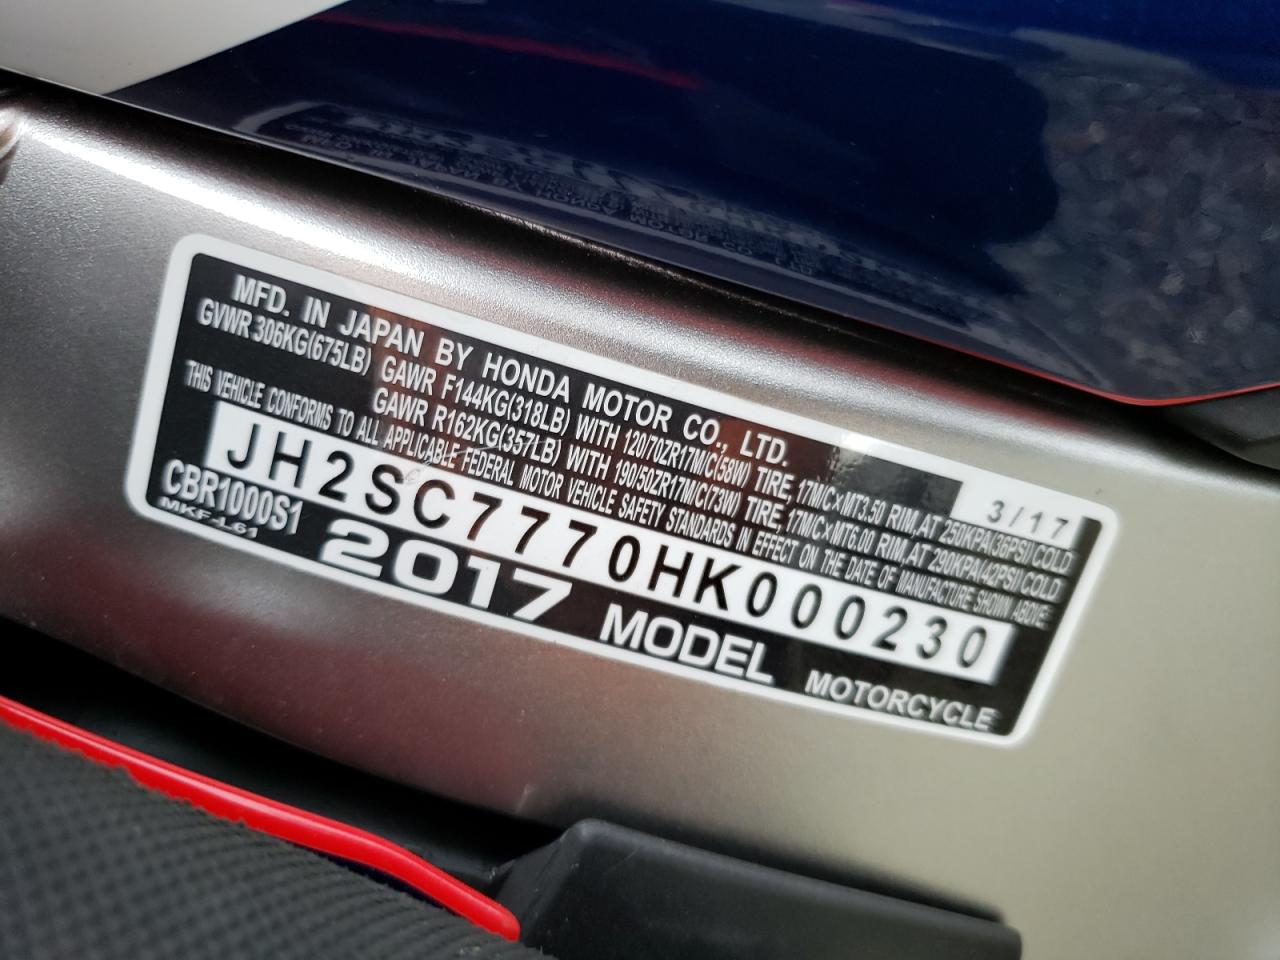 MFD. IN JAPAN BY HONDA MOTOR CO., LTD. 3/17
GVWR 306KG(675LB) GAWR F144KG(318LB) WITH 120/70ZR17M/C(58W) TIRE, 17M/C×MT3.50 RIM, AT 250KPA(36PSI) COLD
GAWR R162KG(357LB) WITH 190/50ZR17M/C(73W) TIRE, 17M/C×MT6.00 RIM, AT 290KPA(42PSI) COLD
THIS VEHICLE CONFORMS TO ALL APPLICABLE FEDERAL MOTOR VEHICLE SAFETY STANDARDS IN EFFECT ON THE DATE OF MANUFACTURE SHOWN ABOVE.
JH2SC7770HK000230
CBR1000S1 2017 MODEL MOTORCYCLE
MKF-L61